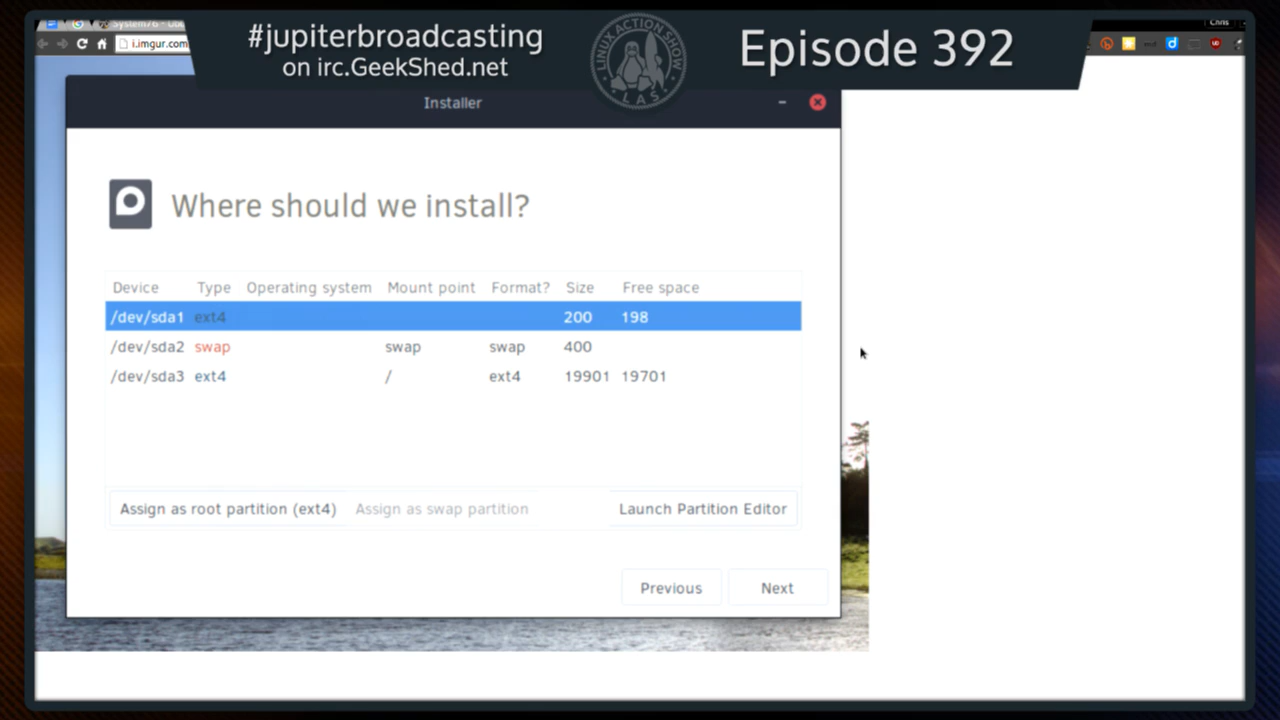 System76 - Ubu
Chris
i.imgur.com
#jupiterbroadcasting
on irc.GeekShed.net
LINUX ACTION SHOW
LAS
Episode 392
Installer
Where should we install?
Device Type Operating system Mount point Format? Size Free space
/dev/sda1 ext4 200 198
/dev/sda2 swap swap swap 400
/dev/sda3 ext4 / ext4 19901 19701
Assign as root partition (ext4) Assign as swap partition Launch Partition Editor
Previous Next